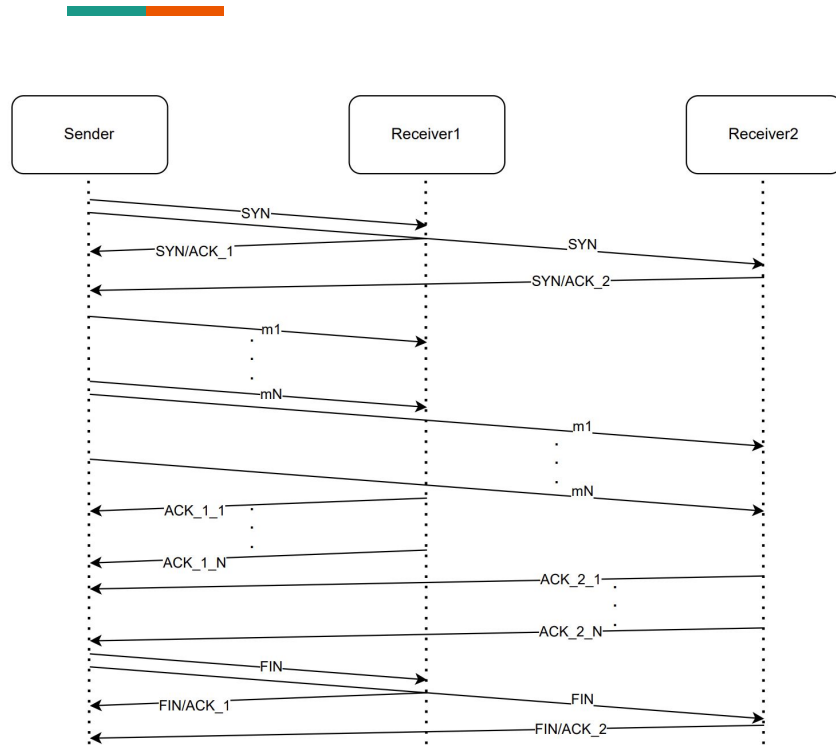 Sender
Receiver1
Receiver2
SYN
SYN/ACK_1
SYN
SYN/ACK_2
m1
mN
m1
mN
ACK_1_1
ACK_1_N
ACK_2_1
ACK_2_N
FIN
FIN/ACK_1
FIN
FIN/ACK_2